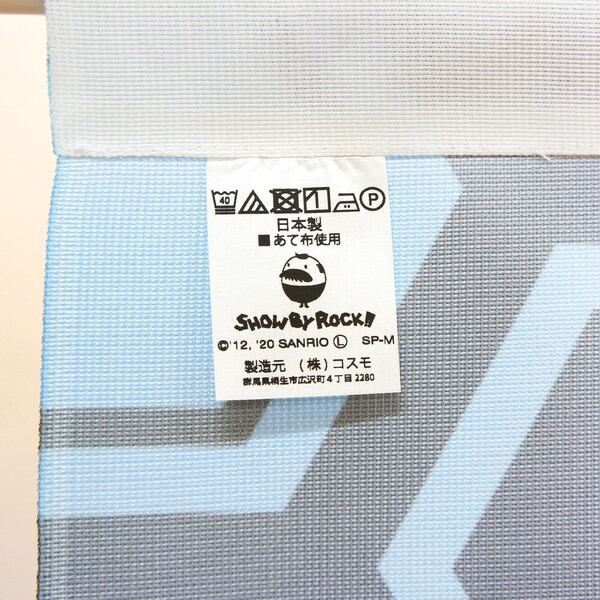 40 P
日本製
■あて布使用
SHOW BY ROCK!!
©'12, '20 SANRIO Ⓛ SP-M
製造元 (株)コスモ
群馬県桐生市広沢町4丁目2280